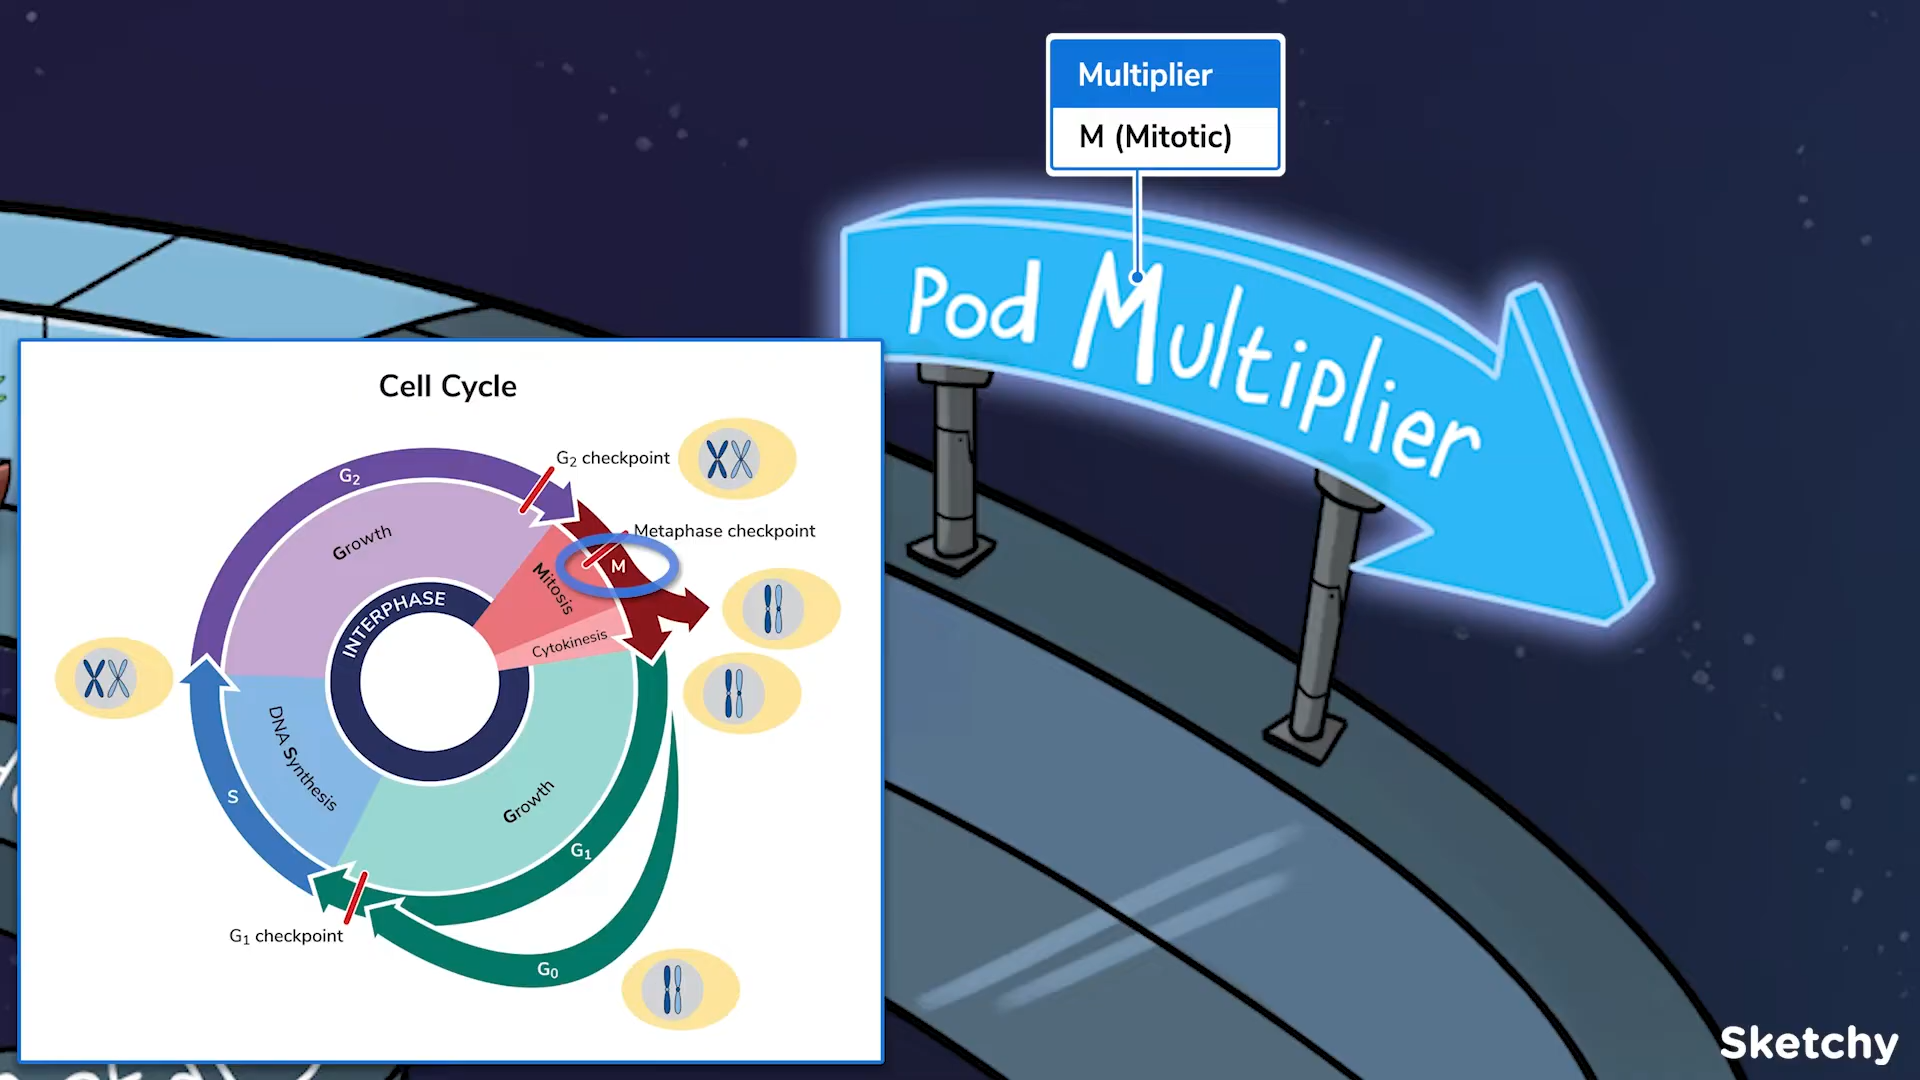 Multiplier
M (Mitotic)
Pod Multiplier
Cell Cycle
G₂ checkpoint
G₂
Growth
Metaphase checkpoint
M
Mitosis
INTERPHASE
Cytokinesis
DNA Synthesis
S
Growth
G₁
G₁ checkpoint
G₀
Sketchy